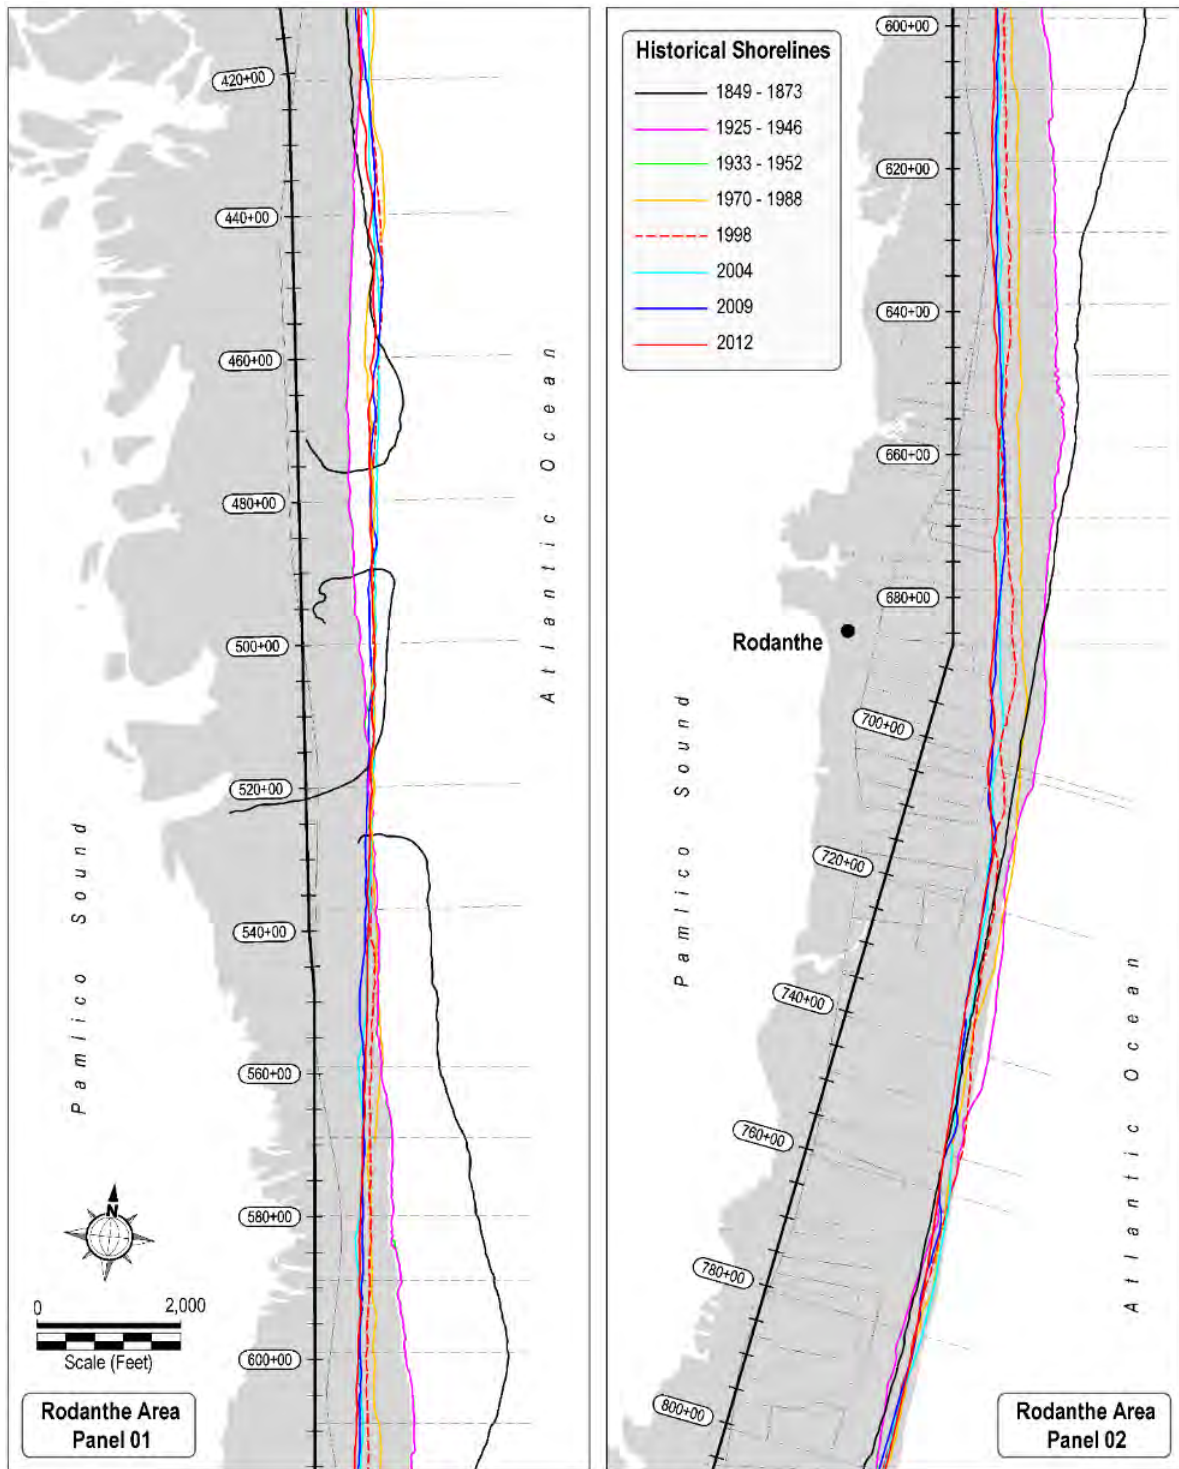 420+00
440+00
460+00
480+00
500+00
520+00
540+00
560+00
580+00
600+00
Atlantic Ocean
Pamlico Sound
N
0 2,000
Scale (Feet)
Rodanthe Area
Panel 01
Historical Shorelines
1849 - 1873
1925 - 1946
1933 - 1952
1970 - 1988
1998
2004
2009
2012
600+00
620+00
640+00
660+00
680+00
Rodanthe
700+00
720+00
740+00
760+00
780+00
800+00
Pamlico Sound
Atlantic Ocean
Rodanthe Area
Panel 02